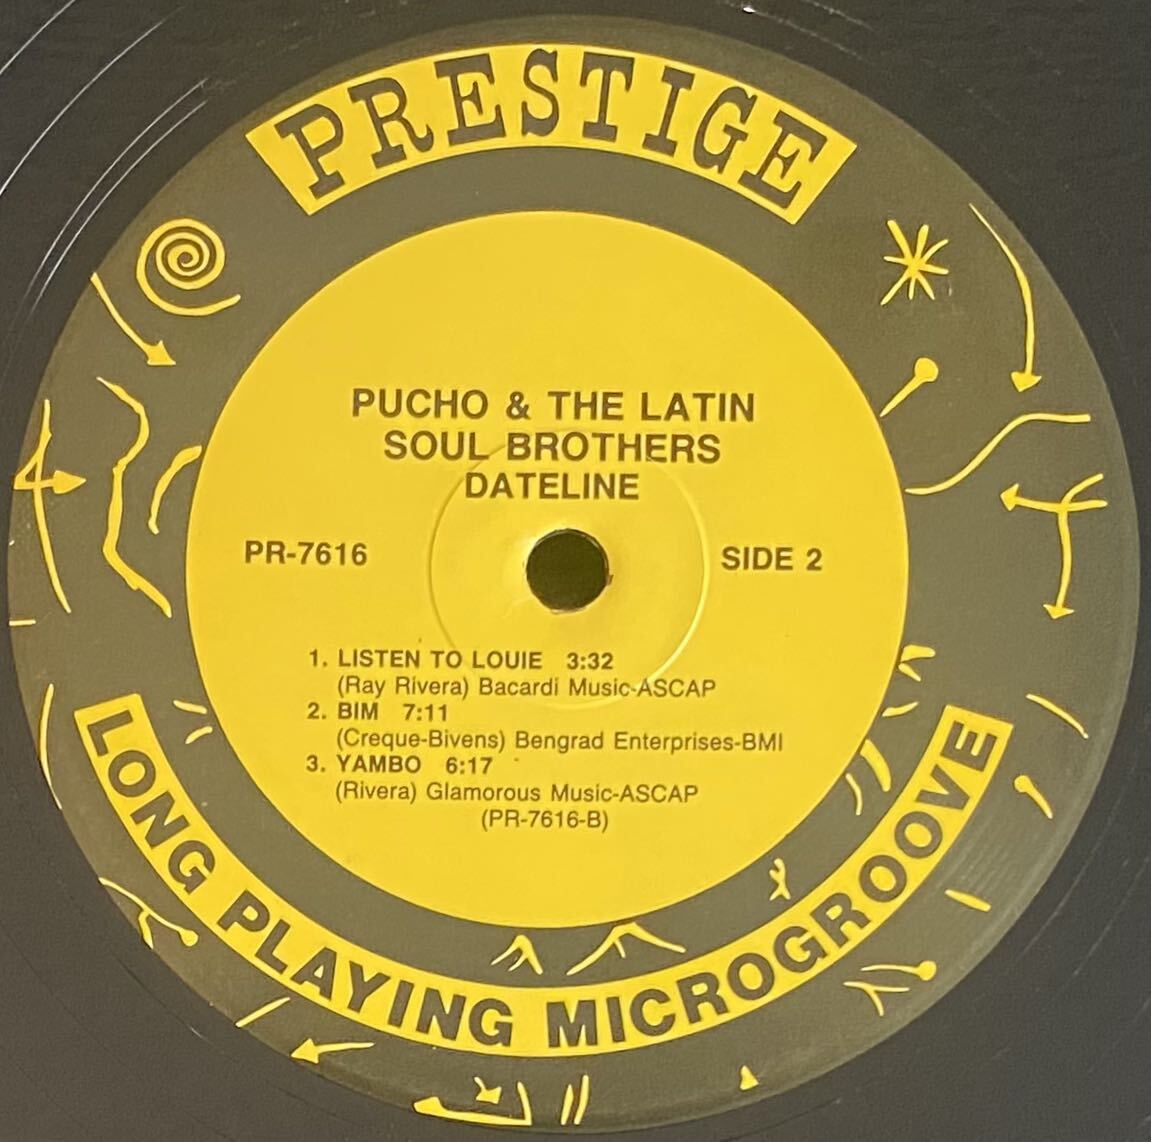 PRESTIGE
PUCHO & THE LATIN
SOUL BROTHERS
DATELINE
PR-7616
SIDE 2
1. LISTEN TO LOUIE 3:32
(Ray Rivera) Bacardi Music-ASCAP
2. BIM 7:11
(Creque-Bivens) Bengrad Enterprises-BMI
3. YAMBO 6:17
(Rivera) Glamorous Music-ASCAP
(PR-7616-B)
LONG PLAYING MICROGROOVE